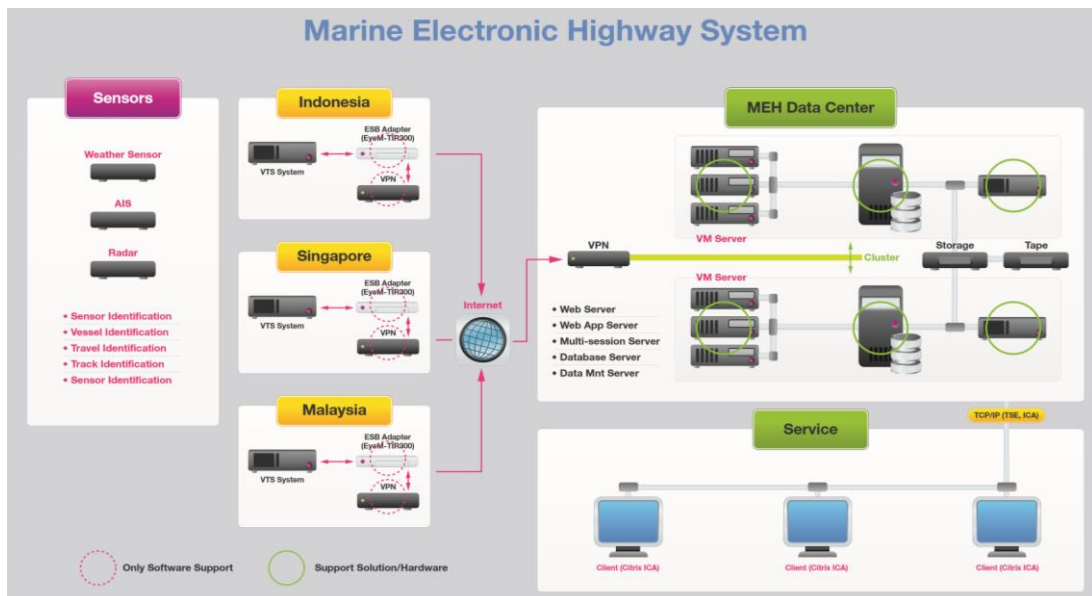 Marine Electronic Highway System
Sensors
Weather Sensor
AIS
Radar
• Sensor Identification
• Vessel Identification
• Travel Identification
• Track Identification
• Sensor Identification
Indonesia
ESB Adapter
(EyeM-TIR300)
VTS System
VPN
Singapore
ESB Adapter
(EyeM-TIR300)
VTS System
VPN
Malaysia
ESB Adapter
(EyeM-TIR300)
VTS System
VPN
Internet
MEH Data Center
VM Server
VPN
Cluster
Storage
Tape
VM Server
• Web Server
• Web App Server
• Multi-session Server
• Database Server
• Data Mnt Server
TCP/IP (TSE, ICA)
Service
Client (Citrix ICA)
Client (Citrix ICA)
Client (Citrix ICA)
Only Software Support
Support Solution/Hardware